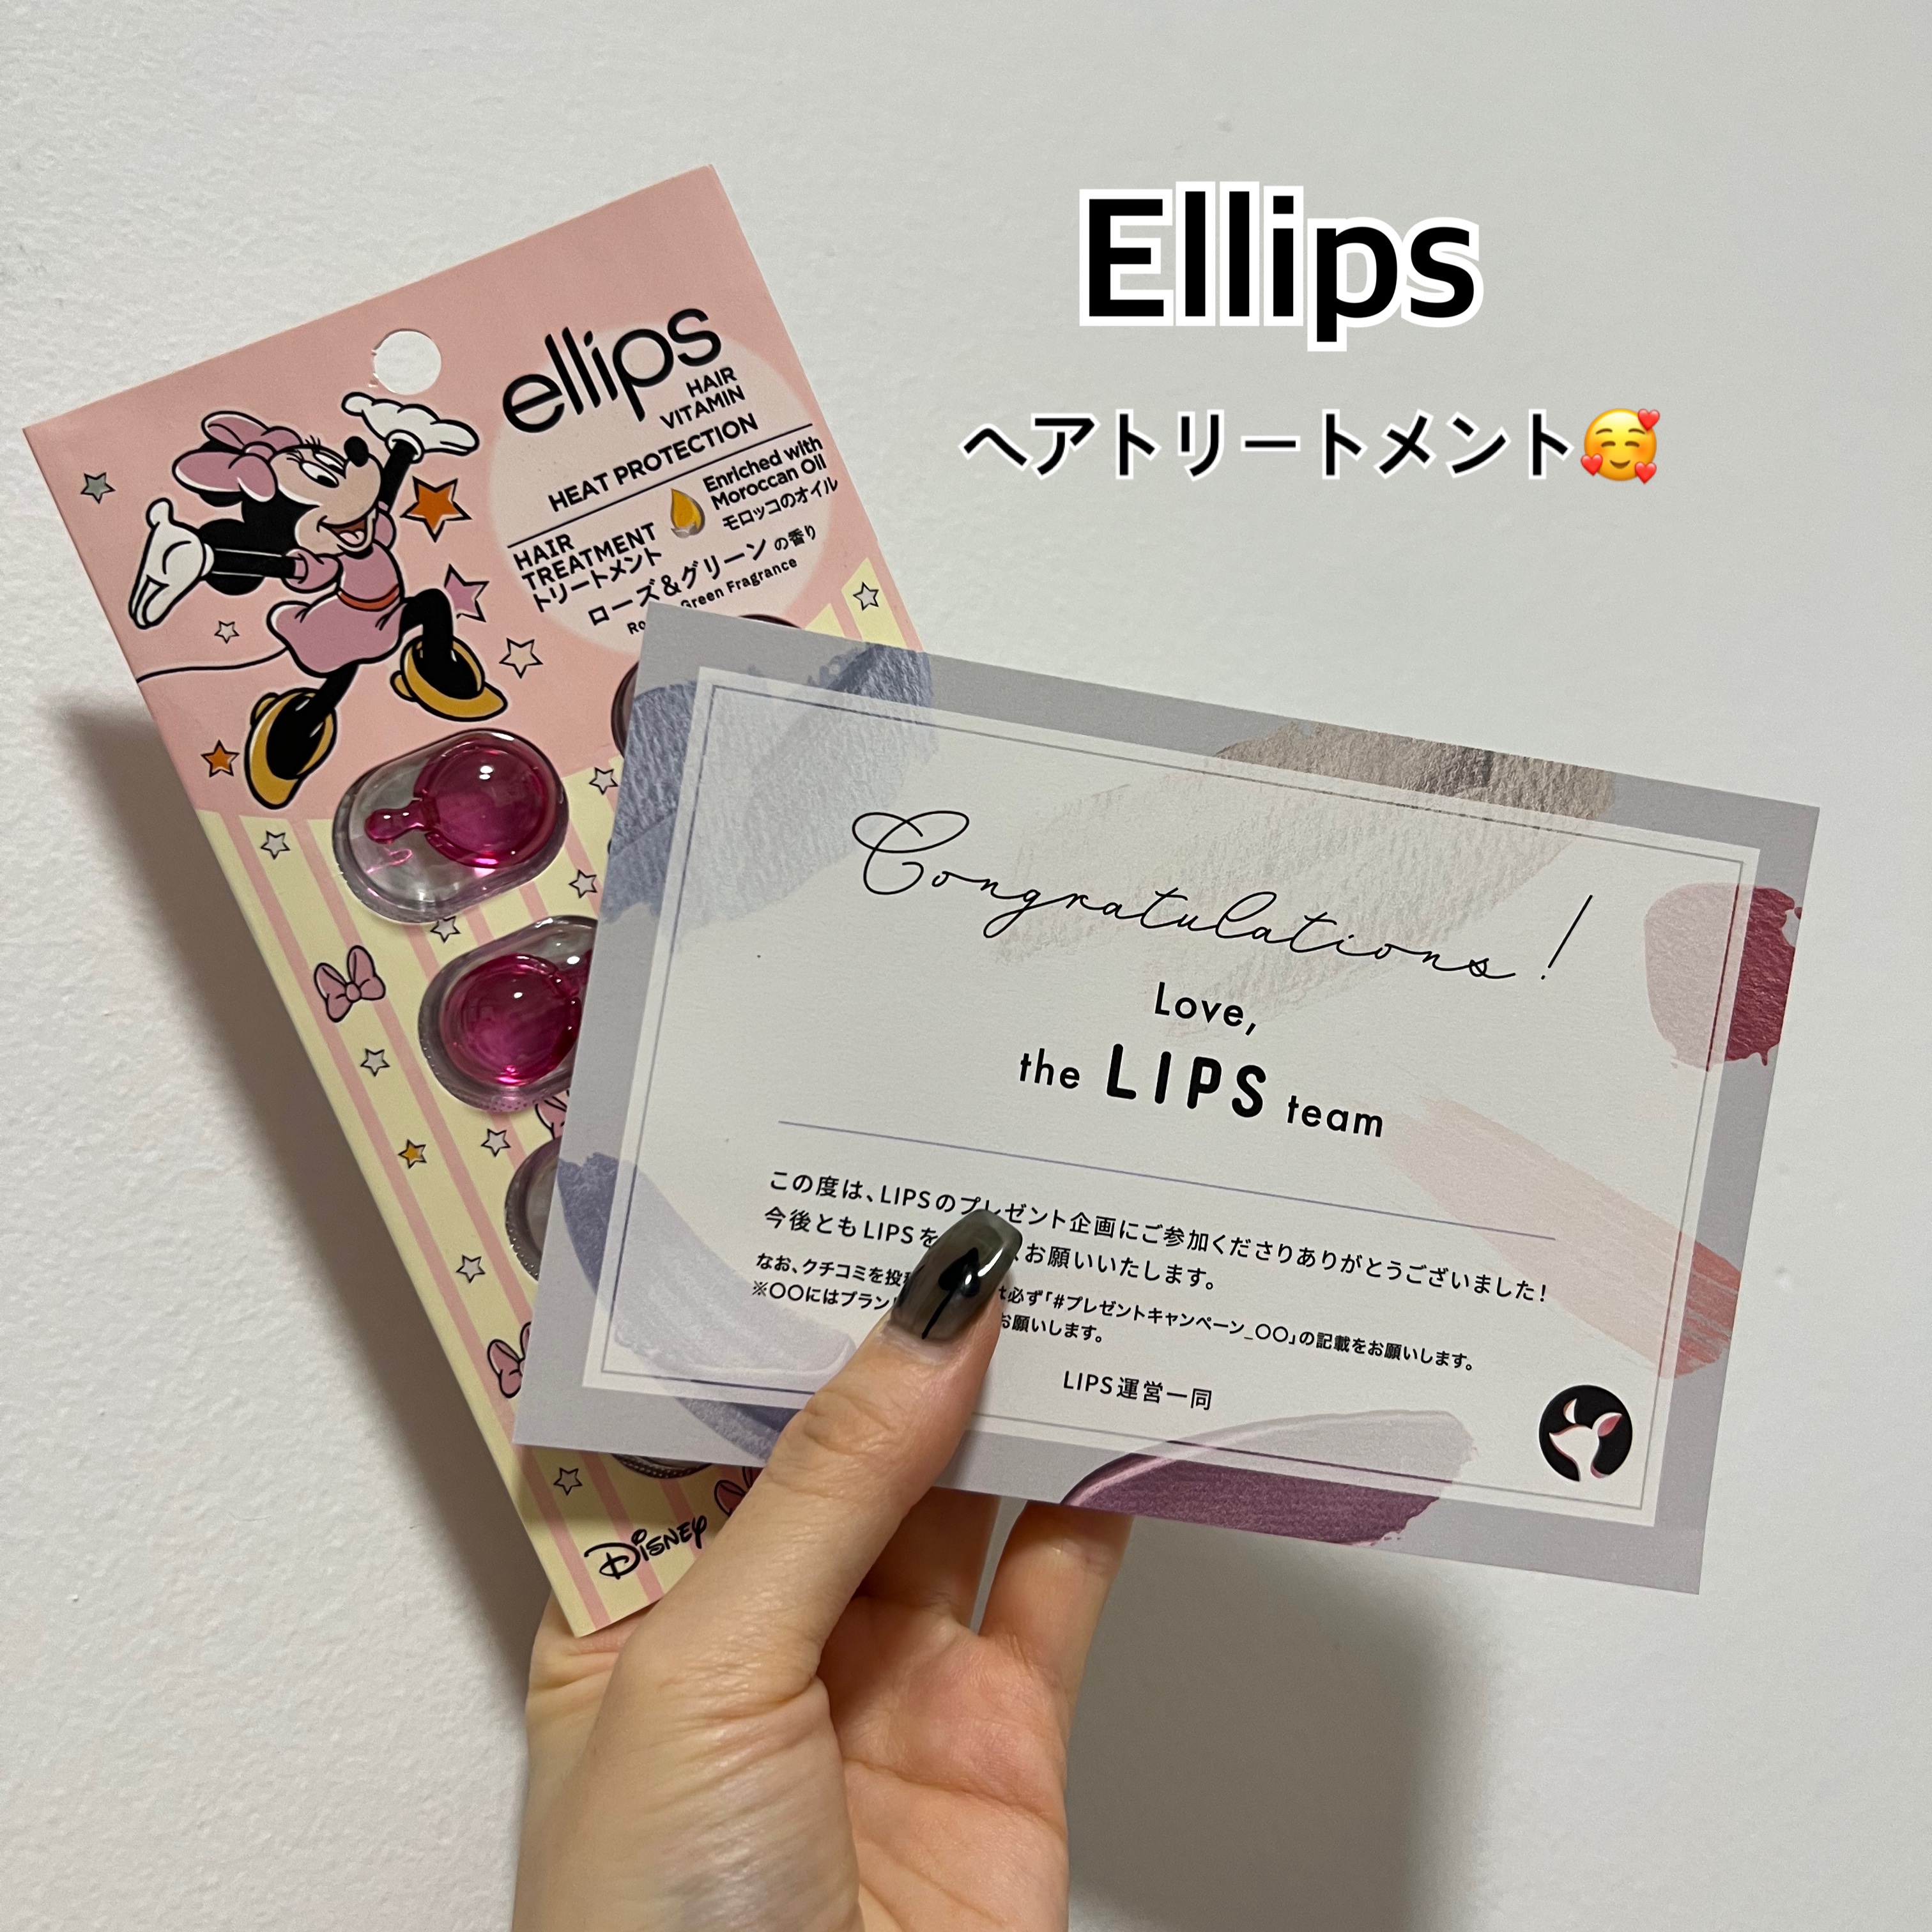 Ellips
ヘアトリートメント🥰
ellips
HAIR
VITAMIN
HEAT PROTECTION
HAIR
TREATMENT
トリートメント
Enriched with
Moroccan Oil
モロッコのオイル
ローズ&グリーンの香り
Green Fragrance
DISNEY
Congratulations!
Love,
the LIPS team
この度は、LIPSのプレゼント企画にご参加くださりありがとうございました!
今後ともLIPSを お願いいたします。
なお、クチコミを投稿 必ず「#プレゼントキャンペーン_〇〇」の記載をお願いします。
※〇〇にはブラン お願いします。
LIPS運営一同